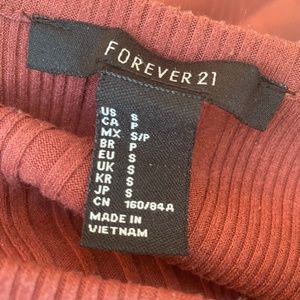 FOREVER 21
US S
CA P
MX S/P
BR P
EU S
UK S
KR S
JP S
CN 160/84A
MADE IN
VIETNAM